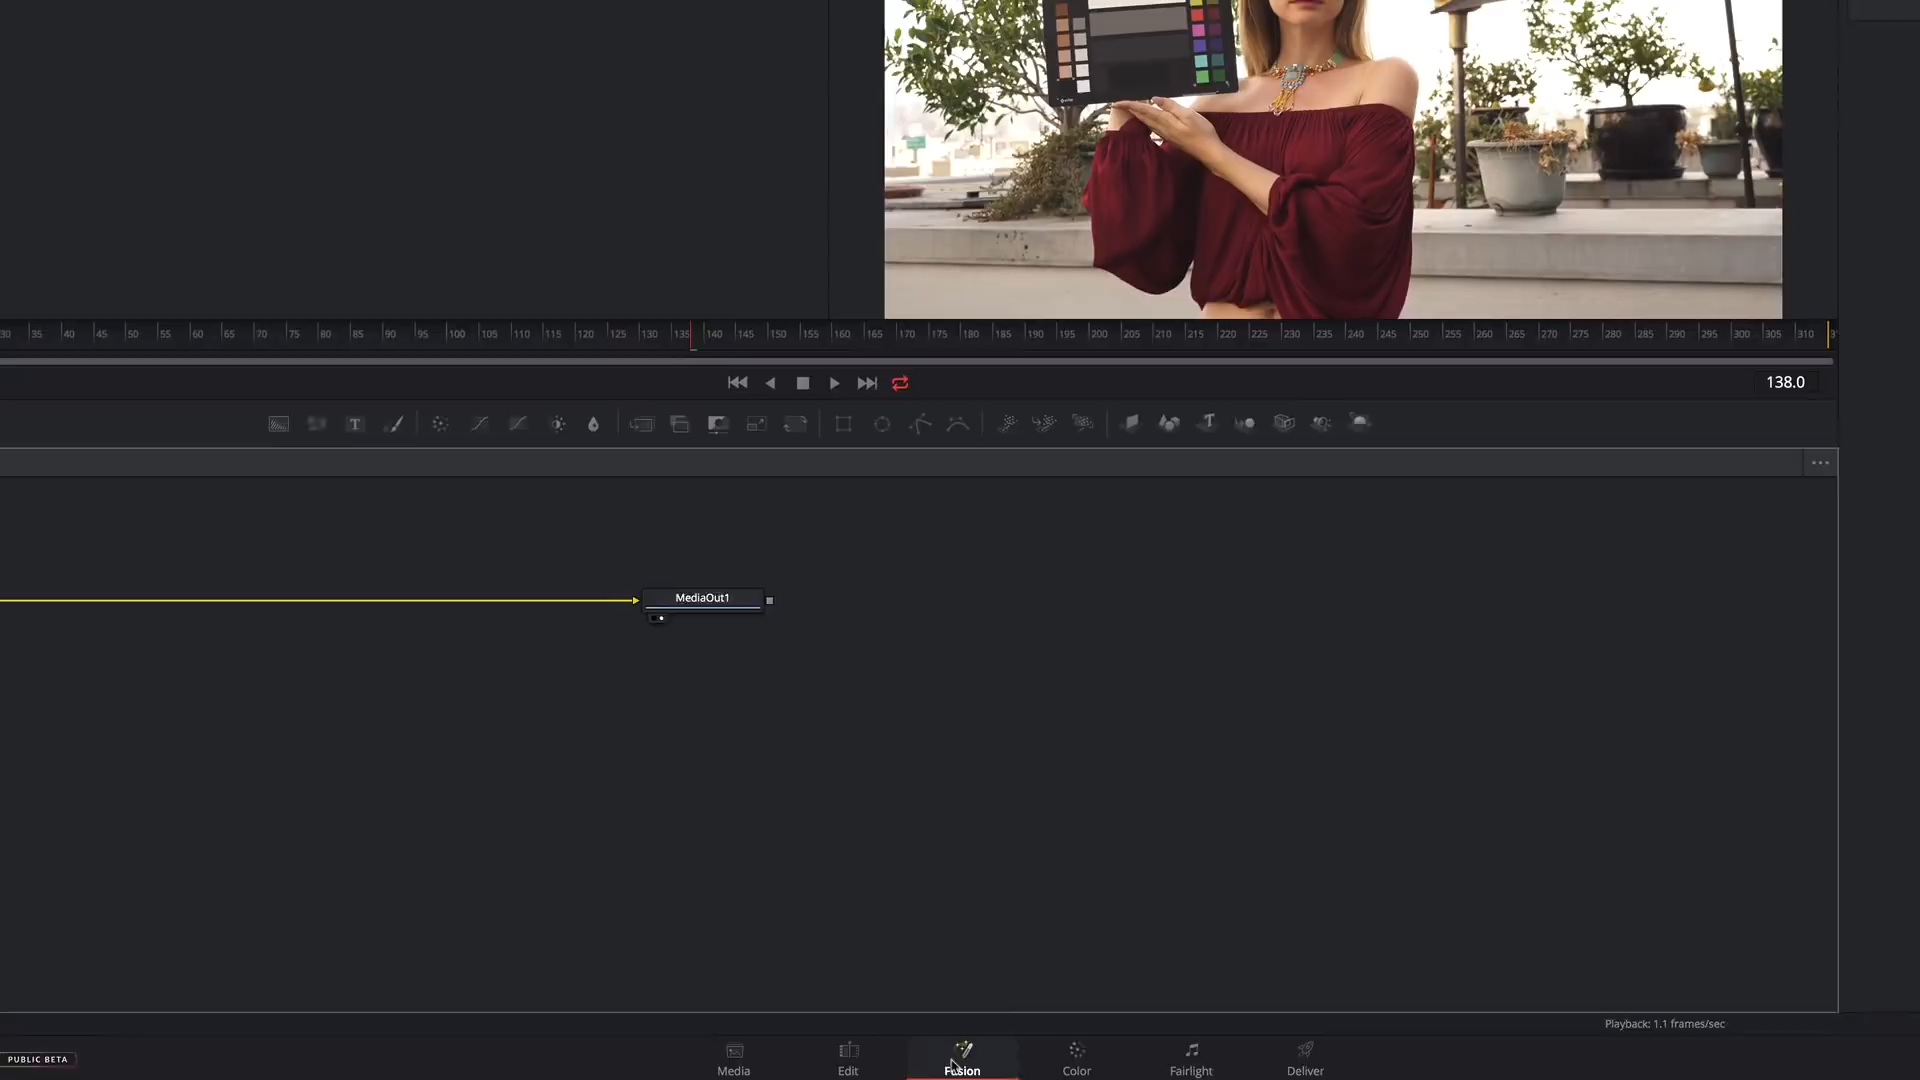 30 35 40 45 50 55 60 65 70 75 80 85 90 95 100 105 110 115 120 125 130 135 140 145 150 155 160 165 170 175 180 185 190 195 200 205 210 215 220 225 230 235 240 245 250 255 260 265 270 275 280 285 290 295 300 305 310
138.0
T T
MediaOut1
Playback: 1.1 frames/sec
PUBLIC BETA
Media Edit Fusion Color Fairlight Deliver